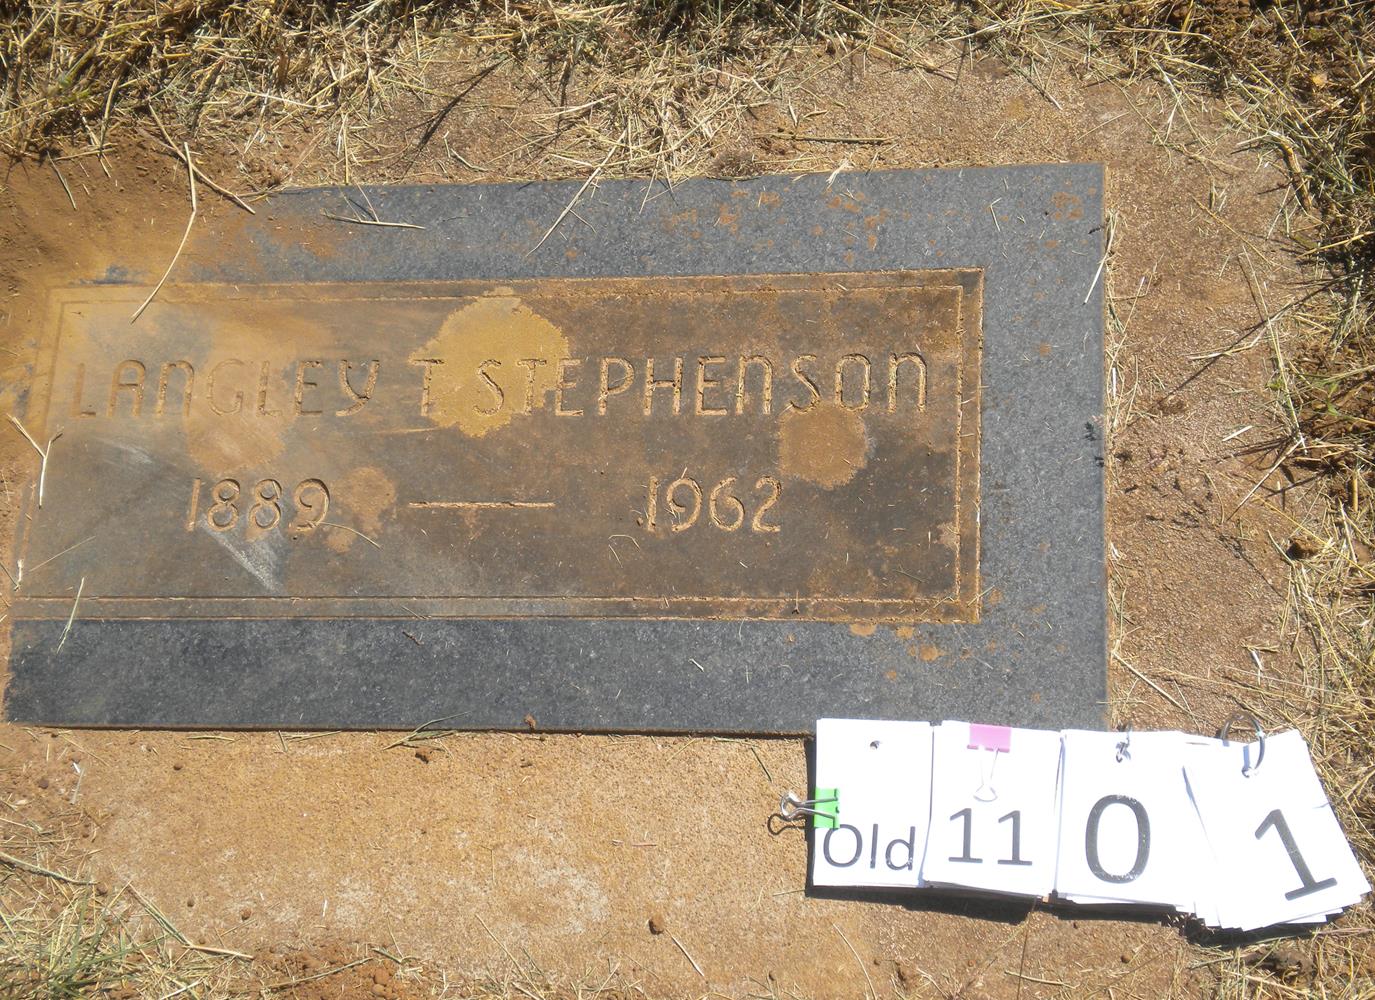 LANGLEY T STEPHENSON
1889 — 1962
Old 11 0 1